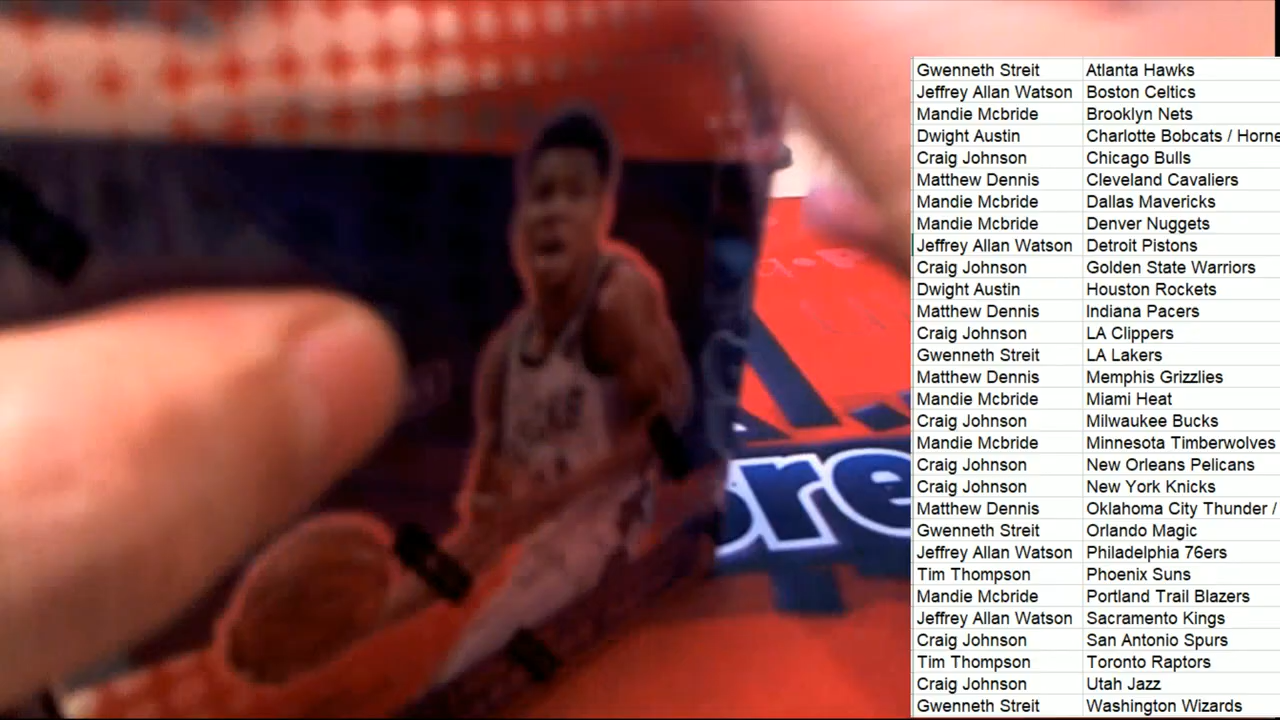 Gwenneth Streit Atlanta Hawks
Jeffrey Allan Watson Boston Celtics
Mandie Mcbride Brooklyn Nets
Dwight Austin Charlotte Bobcats / Horne
Craig Johnson Chicago Bulls
Matthew Dennis Cleveland Cavaliers
Mandie Mcbride Dallas Mavericks
Mandie Mcbride Denver Nuggets
Jeffrey Allan Watson Detroit Pistons
Craig Johnson Golden State Warriors
Dwight Austin Houston Rockets
Matthew Dennis Indiana Pacers
Craig Johnson LA Clippers
Gwenneth Streit LA Lakers
Matthew Dennis Memphis Grizzlies
Mandie Mcbride Miami Heat
Craig Johnson Milwaukee Bucks
Mandie Mcbride Minnesota Timberwolves
Craig Johnson New Orleans Pelicans
Craig Johnson New York Knicks
Matthew Dennis Oklahoma City Thunder /
Gwenneth Streit Orlando Magic
Jeffrey Allan Watson Philadelphia 76ers
Tim Thompson Phoenix Suns
Mandie Mcbride Portland Trail Blazers
Jeffrey Allan Watson Sacramento Kings
Craig Johnson San Antonio Spurs
Tim Thompson Toronto Raptors
Craig Johnson Utah Jazz
Gwenneth Streit Washington Wizards
bre